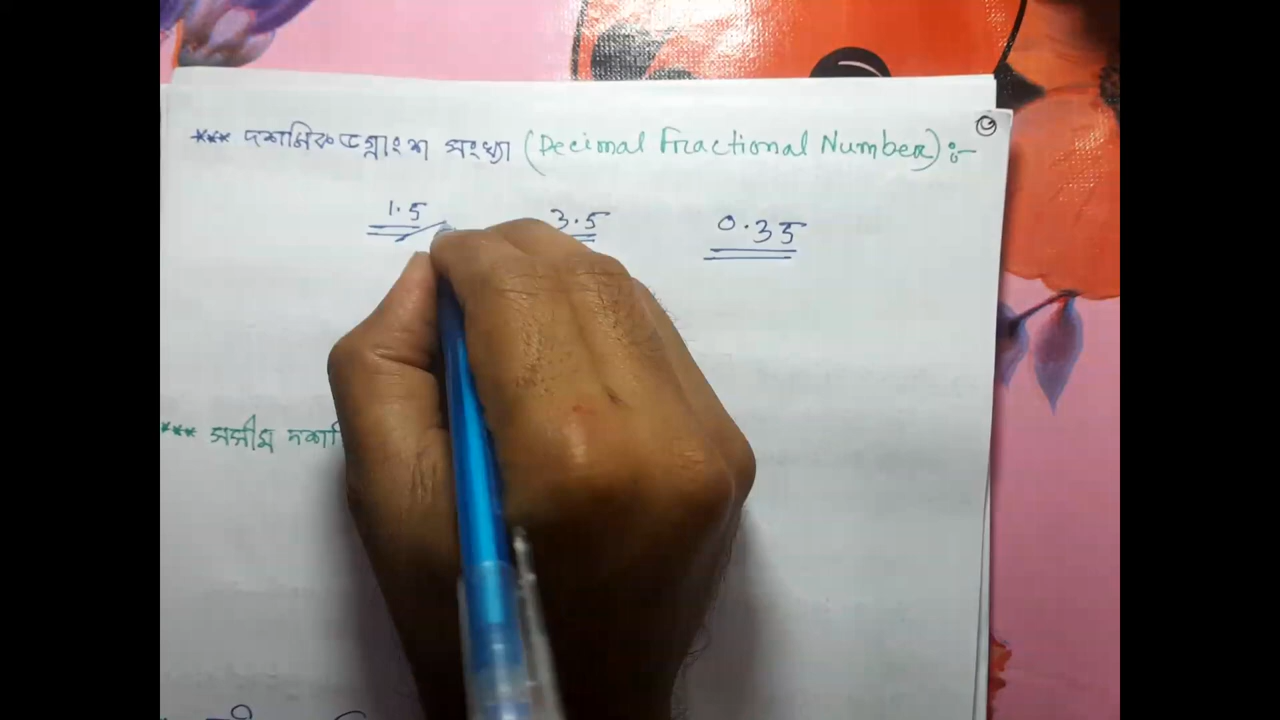 *** দশমিক ভগ্নাংশ সংখ্যা (Decimal Fractional Number) :-
1.5 3.5 0.35
*** সসীম